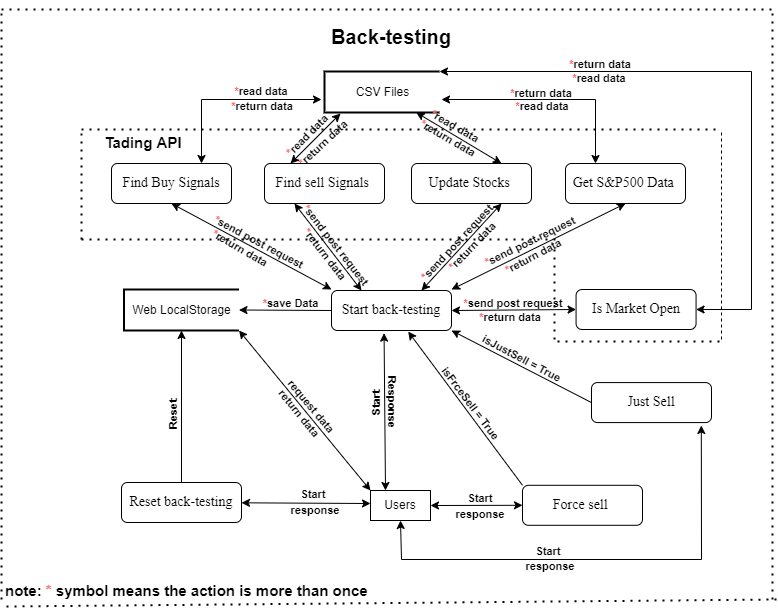 Back-testing
*return data
*read data
CSV Files
*read data
*return data
*return data
*read data
*read data
*return data
*read data
*return data
Tading API
Find Buy Signals
Find sell Signals
Update Stocks
Get S&P500 Data
*send post request
*return data
*send post request
*return data
*send post request
*return data
*send post request
*return data
Web LocalStorage
*save Data
Start back-testing
*send post request
*return data
Is Market Open
isJustSell = True
isFrceSell = True
Start
Response
request data
return data
Reset
Just Sell
Reset back-testing
Start
response
Users
Start
response
Force sell
Start
response
note: * symbol means the action is more than once